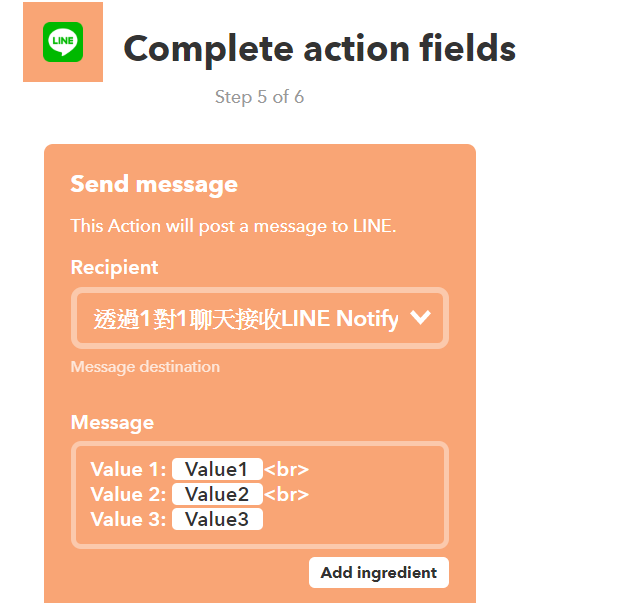 LINE
Complete action fields
Step 5 of 6
Send message
This Action will post a message to LINE.
Recipient
透過1對1聊天接收LINE Notify
Message destination
Message
Value 1: Value1 <br>
Value 2: Value2 <br>
Value 3: Value3
Add ingredient